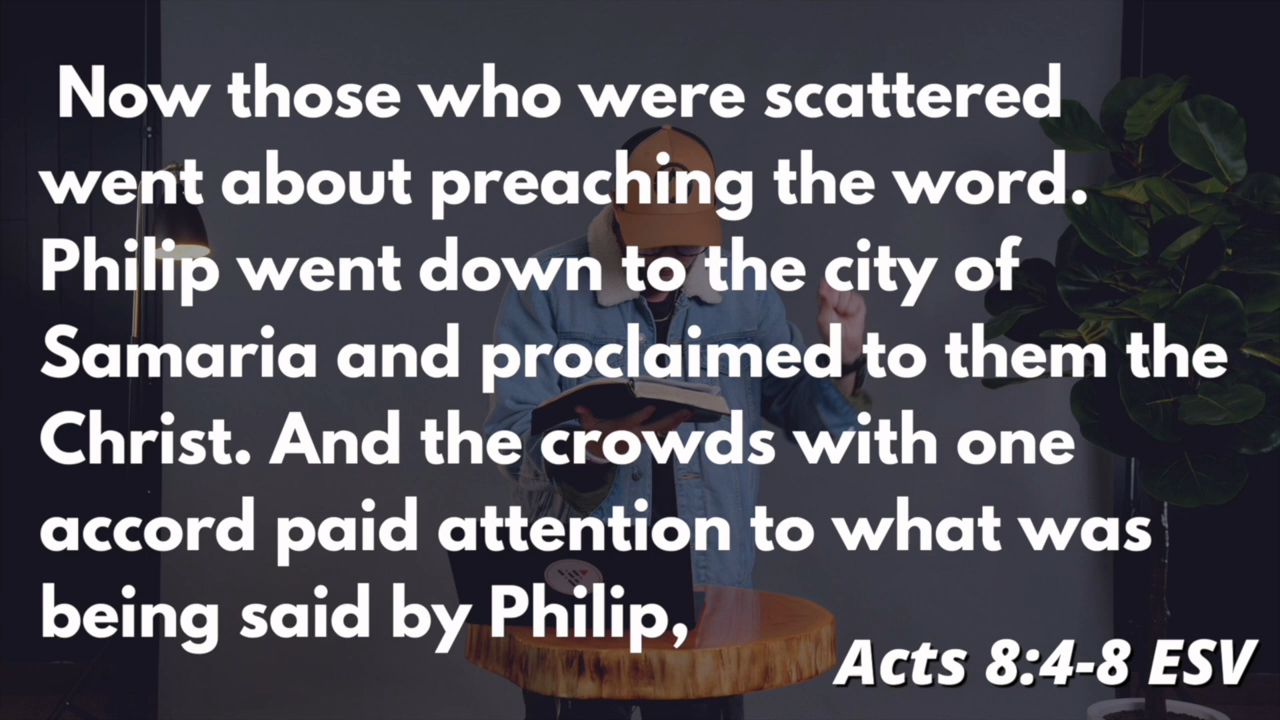 Now those who were scattered
went about preaching the word.
Philip went down to the city of
Samaria and proclaimed to them the
Christ. And the crowds with one
accord paid attention to what was
being said by Philip,
Acts 8:4-8 ESV